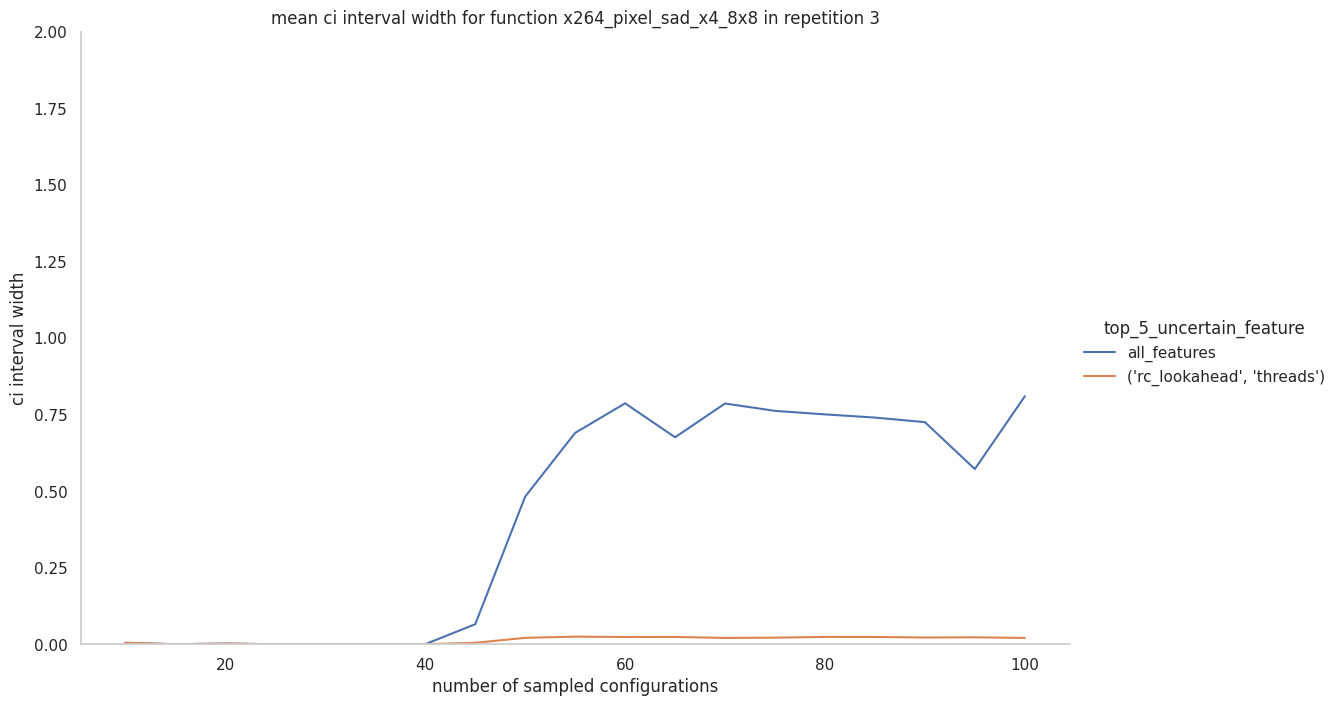 mean ci interval width for function x264_pixel_sad_x4_8x8 in repetition 3
2.00
1.75
1.50
1.25
1.00
0.75
0.50
0.25
0.00
ci interval width
20
40
60
80
100
number of sampled configurations
top_5_uncertain_feature
all_features
('rc_lookahead', 'threads')